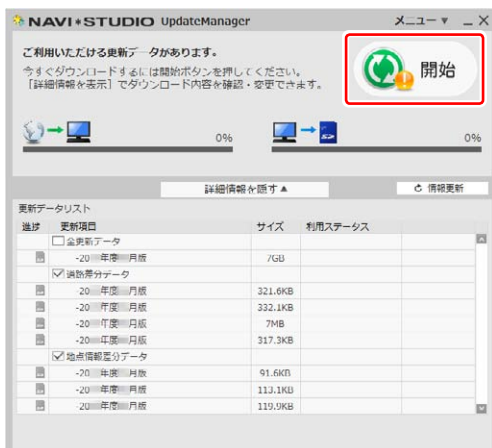 NAVI*STUDIO UpdateManager メニュー ▼ _ X
ご利用いただける更新データがあります。
今すぐダウンロードするには開始ボタンを押してください。
［詳細情報を表示］でダウンロード内容を確認・変更できます。
開始
0% SD 0%
詳細情報を隠す▲ 情報更新
更新データリスト
進捗 更新項目 サイズ 利用ステータス
全更新データ
-20 年度 月版 7GB
道路差分データ
-20 年度 月版 321.6KB
-20 年度 月版 332.1KB
-20 年度 月版 7MB
-20 年度 月版 317.3KB
地点情報差分データ
-20 年度 月版 91.6KB
-20 年度 月版 113.1KB
-20 年度 月版 119.9KB